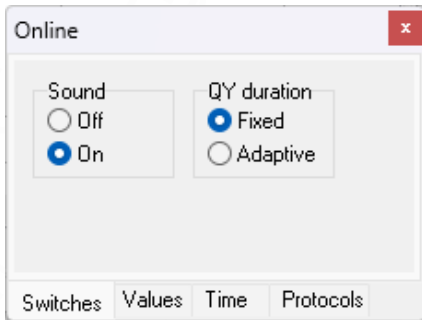 Online
x
Sound
Off
On
QY duration
Fixed
Adaptive
Switches Values Time Protocols